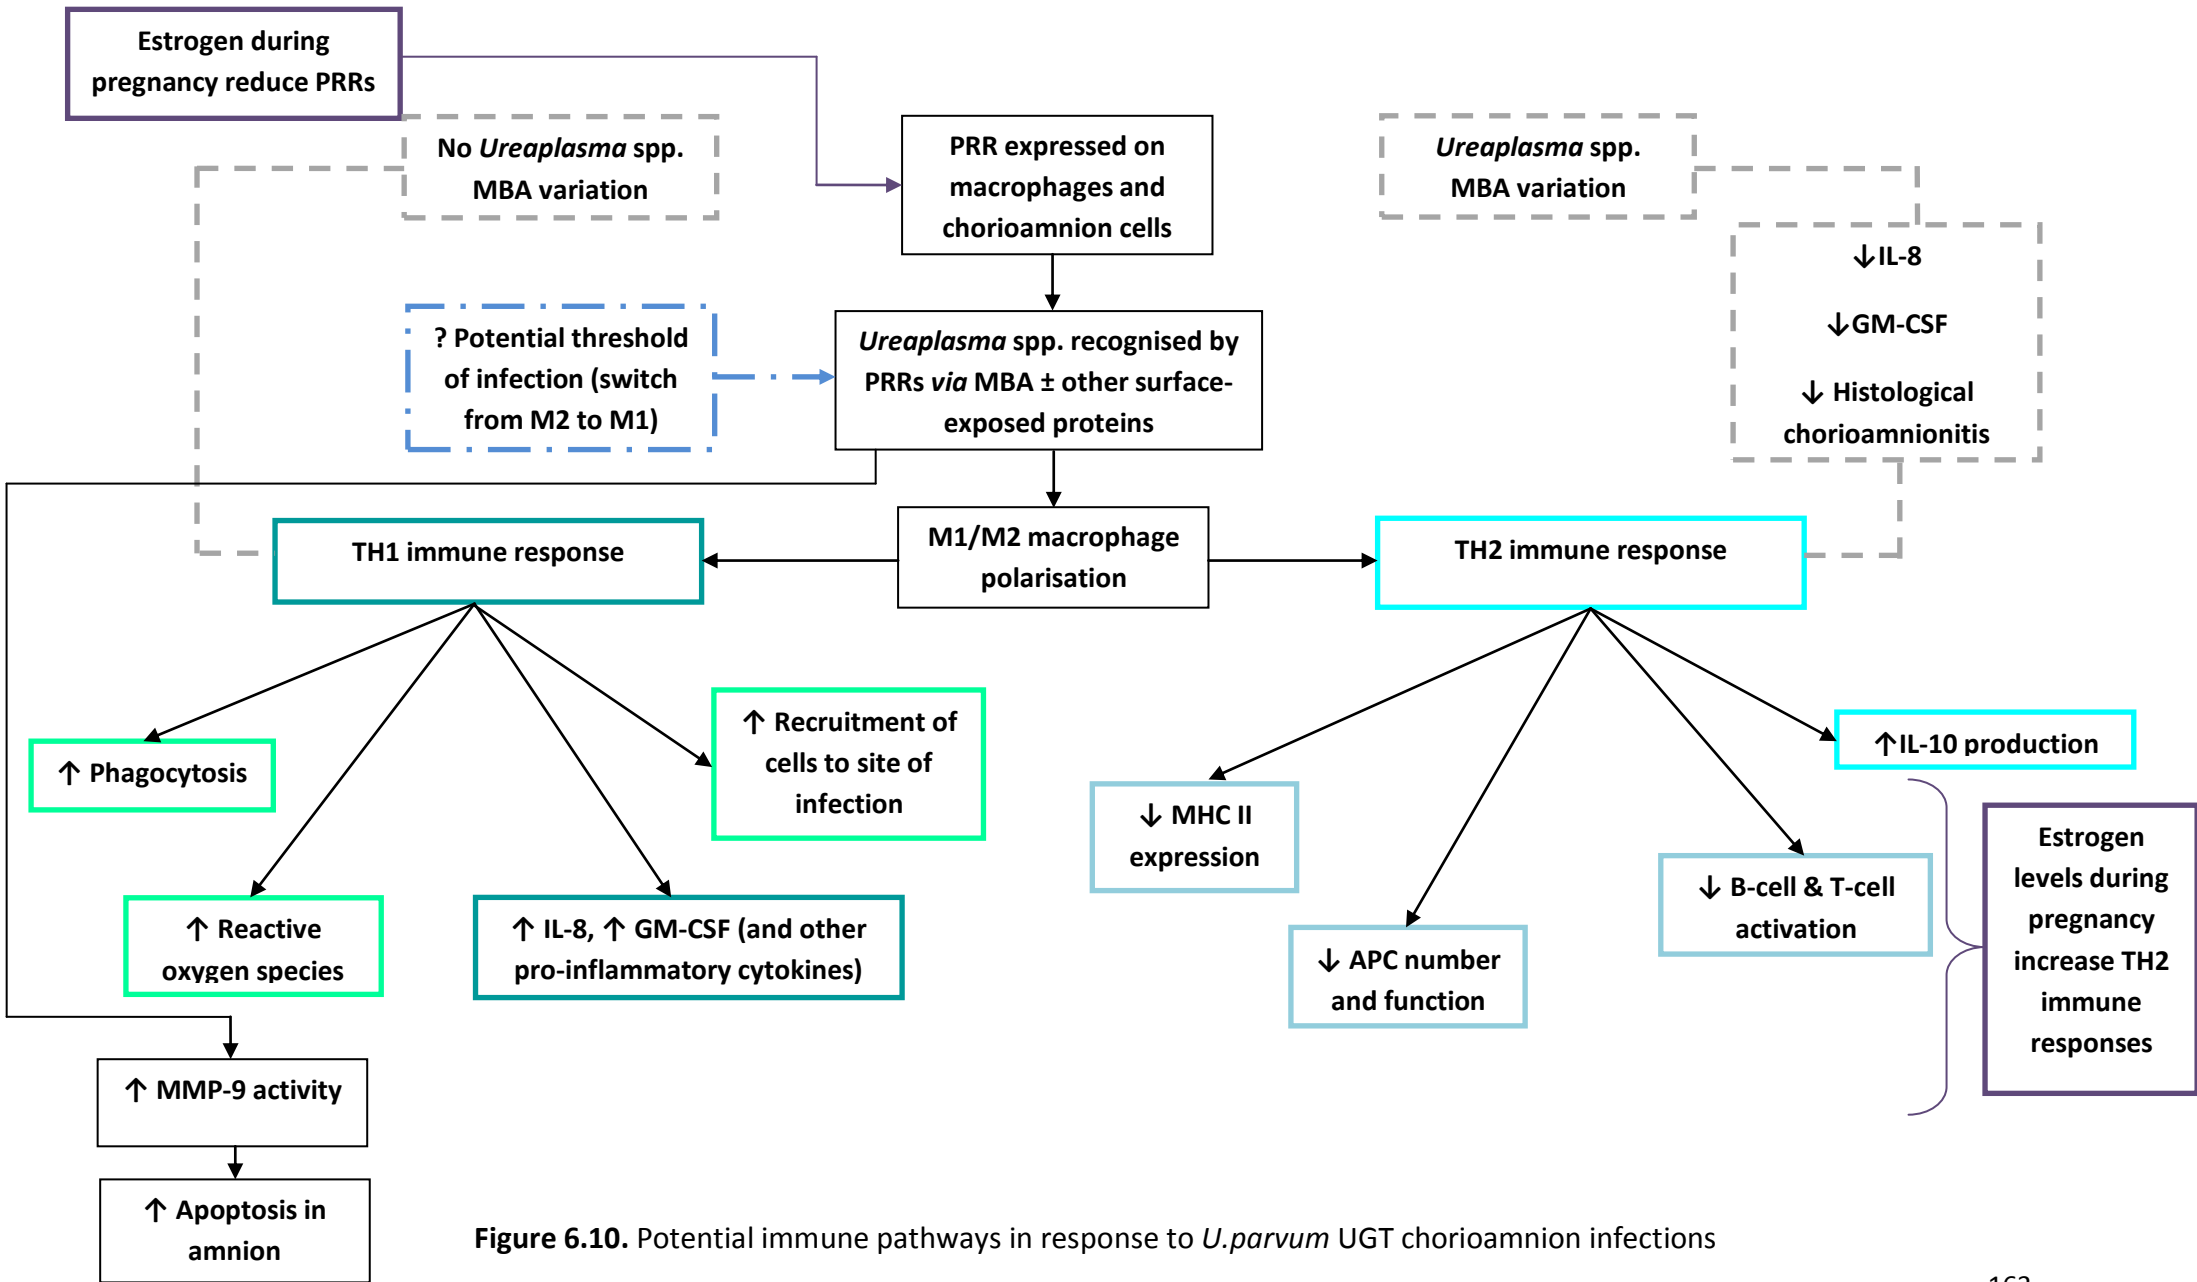 Estrogen during
pregnancy reduce PRRs
No Ureaplasma spp.
MBA variation
PRR expressed on
macrophages and
chorioamnion cells
Ureaplasma spp.
MBA variation
↓IL-8
↓GM-CSF
↓ Histological
chorioamnionitis
? Potential threshold
of infection (switch
from M2 to M1)
Ureaplasma spp. recognised by
PRRs via MBA ± other surface-
exposed proteins
TH1 immune response
M1/M2 macrophage
polarisation
TH2 immune response
↑ Phagocytosis
↑ Recruitment of
cells to site of
infection
↑ Reactive
oxygen species
↑ IL-8, ↑ GM-CSF (and other
pro-inflammatory cytokines)
↓ MHC II
expression
↓ APC number
and function
↓ B-cell & T-cell
activation
↑IL-10 production
Estrogen
levels during
pregnancy
increase TH2
immune
responses
↑ MMP-9 activity
↑ Apoptosis in
amnion
Figure 6.10. Potential immune pathways in response to U.parvum UGT chorioamnion infections